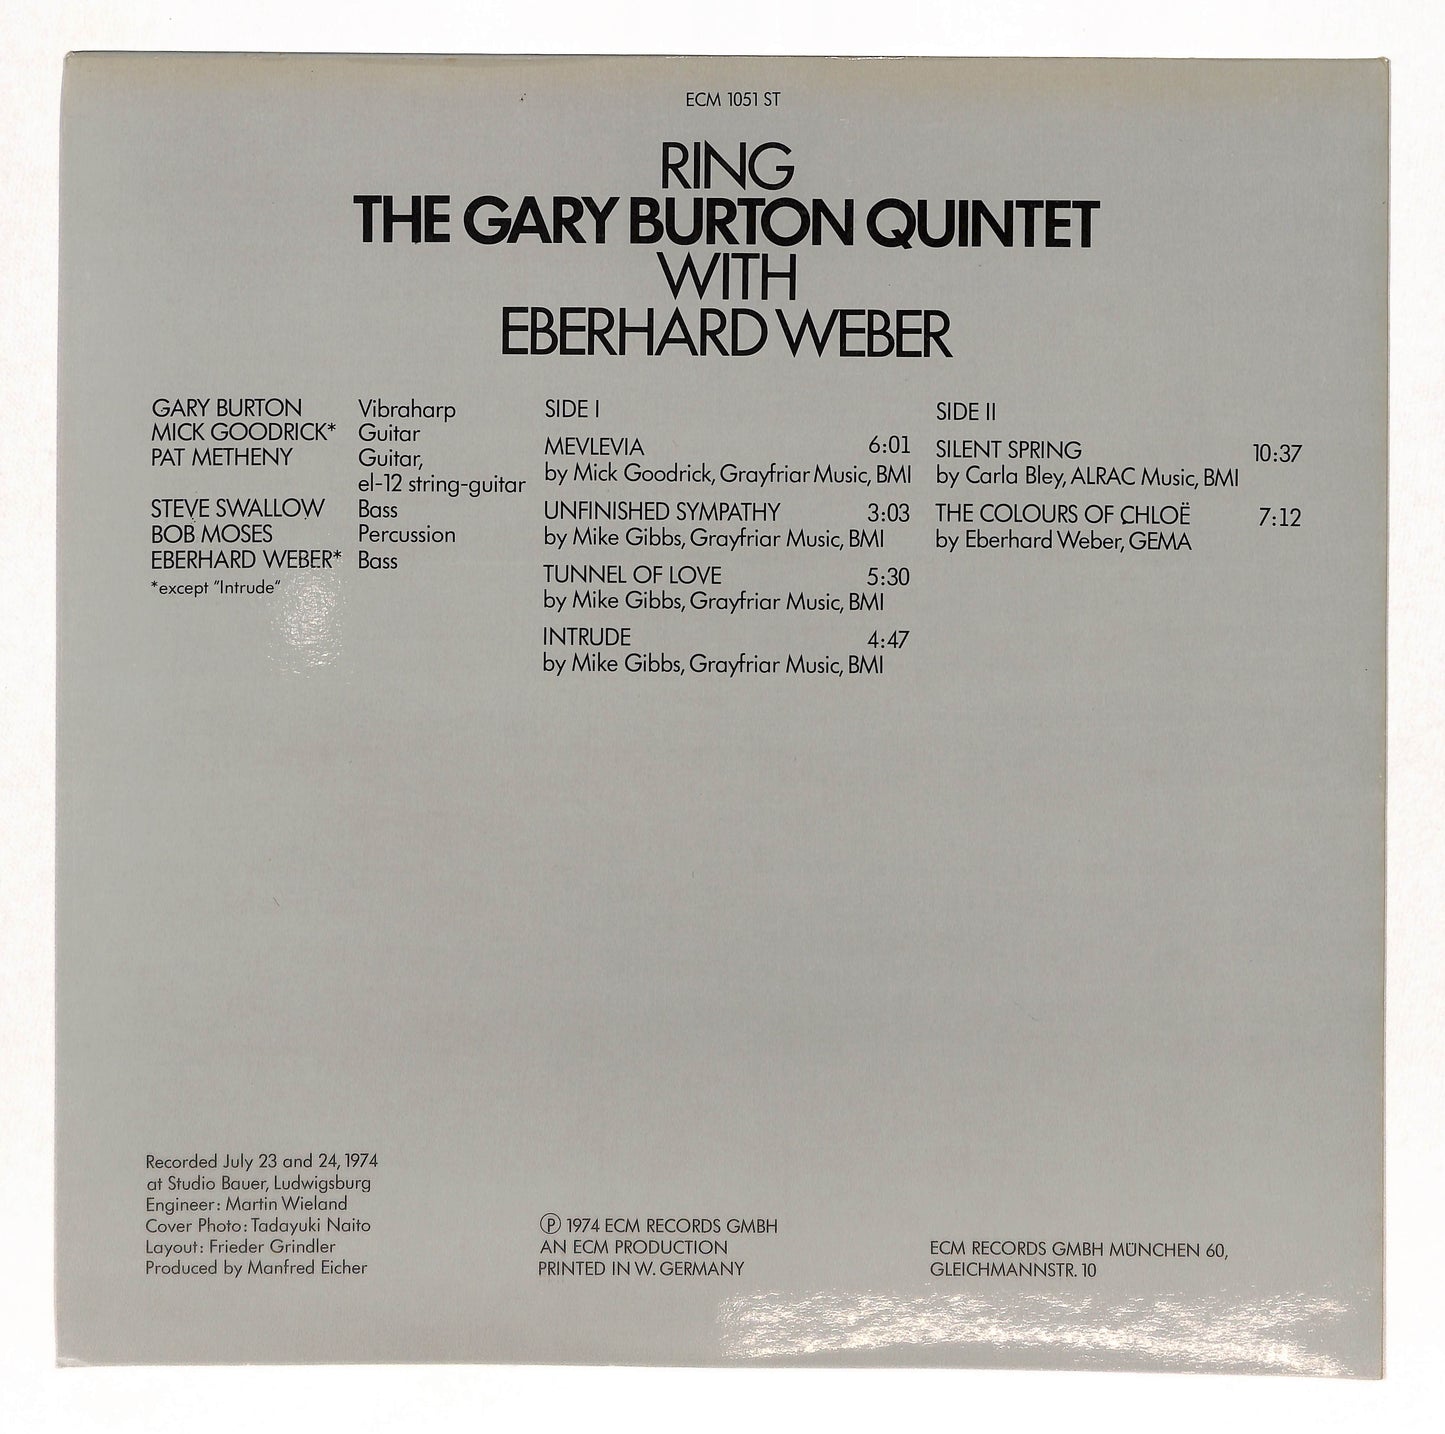 ECM 1051 ST
RING
THE GARY BURTON QUINTET
WITH
EBERHARD WEBER
GARY BURTON Vibraharp
MICK GOODRICK* Guitar
PAT METHENY Guitar,
el-12 string-guitar
STEVE SWALLOW Bass
BOB MOSES Percussion
EBERHARD WEBER* Bass
*except "Intrude"
SIDE I
MEVLEVIA 6:01
by Mick Goodrick, Grayfriar Music, BMI
UNFINISHED SYMPATHY 3:03
by Mike Gibbs, Grayfriar Music, BMI
TUNNEL OF LOVE 5:30
by Mike Gibbs, Grayfriar Music, BMI
INTRUDE 4:47
by Mike Gibbs, Grayfriar Music, BMI
SIDE II
SILENT SPRING 10:37
by Carla Bley, ALRAC Music, BMI
THE COLOURS OF CHLOË 7:12
by Eberhard Weber, GEMA
Recorded July 23 and 24, 1974
at Studio Bauer, Ludwigsburg
Engineer: Martin Wieland
Cover Photo: Tadayuki Naito
Layout: Frieder Grindler
Produced by Manfred Eicher
℗ 1974 ECM RECORDS GMBH
AN ECM PRODUCTION
PRINTED IN W. GERMANY
ECM RECORDS GMBH MÜNCHEN 60,
GLEICHMANNSTR. 10